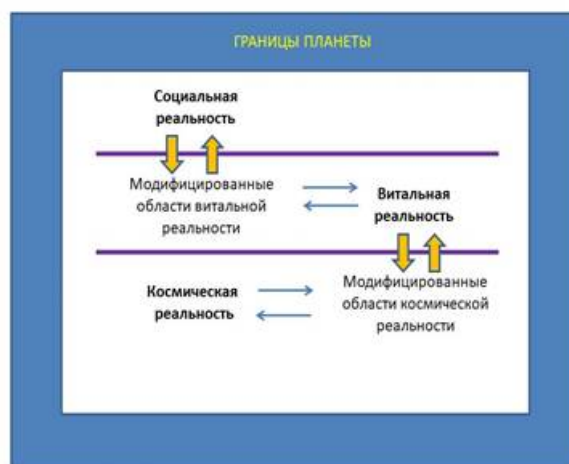 ГРАНИЦЫ ПЛАНЕТЫ
Социальная
реальность
Модифицированные
области витальной
реальности
Витальная
реальность
Космическая
реальность
Модифицированные
области космической
реальности